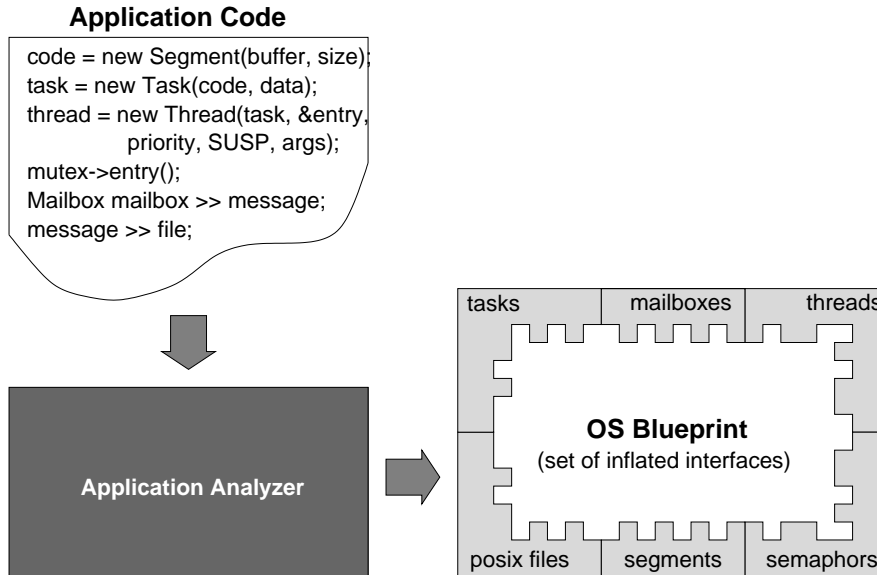 Application Code
code = new Segment(buffer, size);
task = new Task(code, data);
thread = new Thread(task, &entry,
priority, SUSP, args);
mutex->entry();
Mailbox mailbox >> message;
message >> file;
tasks mailboxes threads
OS Blueprint
(set of inflated interfaces)
Application Analyzer
posix files segments semaphors